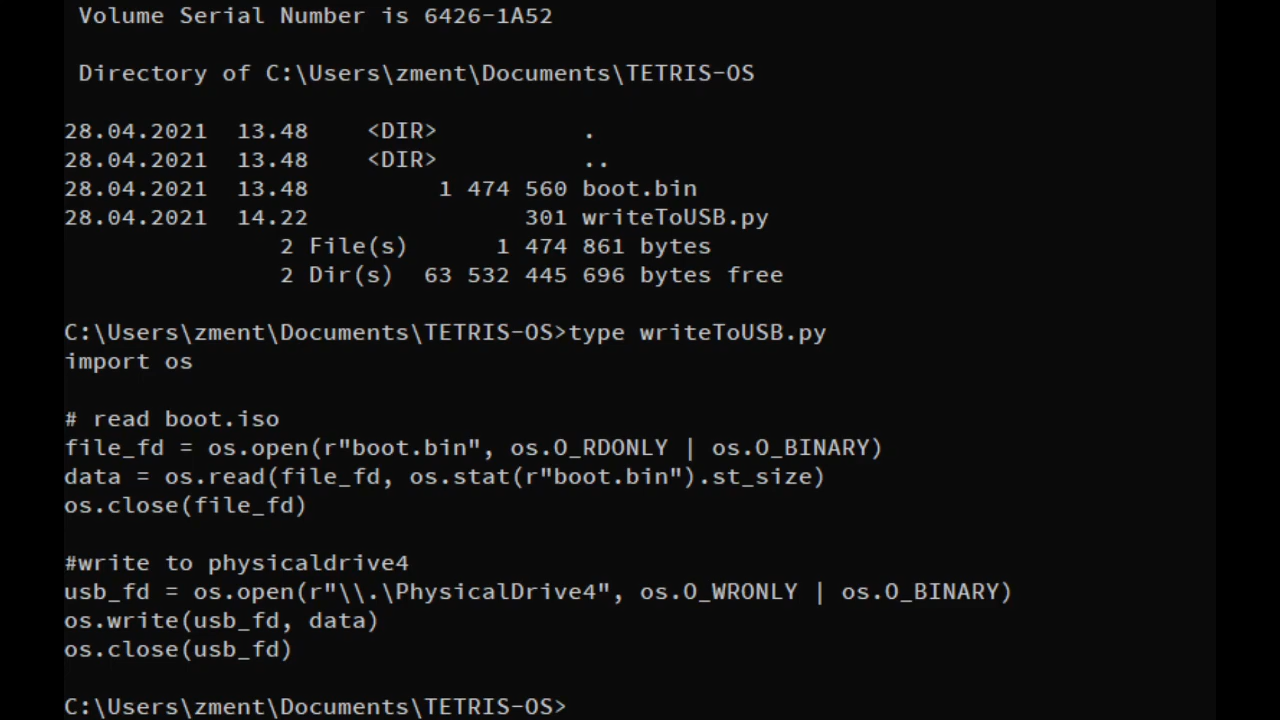 Volume Serial Number is 6426-1A52
Directory of C:\Users\zment\Documents\TETRIS-OS
28.04.2021  13.48    <DIR>          .
28.04.2021  13.48    <DIR>          ..
28.04.2021  13.48         1 474 560 boot.bin
28.04.2021  14.22               301 writeToUSB.py
2 File(s)      1 474 861 bytes
2 Dir(s)  63 532 445 696 bytes free
C:\Users\zment\Documents\TETRIS-OS>type writeToUSB.py
import os
# read boot.iso
file_fd = os.open(r"boot.bin", os.O_RDONLY | os.O_BINARY)
data = os.read(file_fd, os.stat(r"boot.bin").st_size)
os.close(file_fd)
#write to physicaldrive4
usb_fd = os.open(r"\\.\PhysicalDrive4", os.O_WRONLY | os.O_BINARY)
os.write(usb_fd, data)
os.close(usb_fd)
C:\Users\zment\Documents\TETRIS-OS>